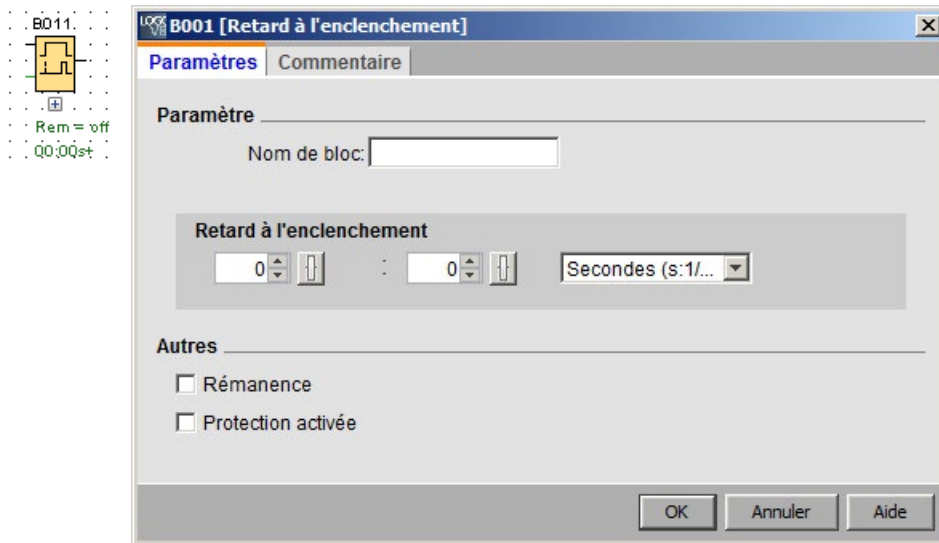 B011
Rem = off
00:00s+
B001 [Retard à l'enclenchement]
Paramètres
Commentaire
Paramètre
Nom de bloc:
Retard à l'enclenchement
0 : 0 Secondes (s:1/...
Autres
Rémanence
Protection activée
OK Annuler Aide